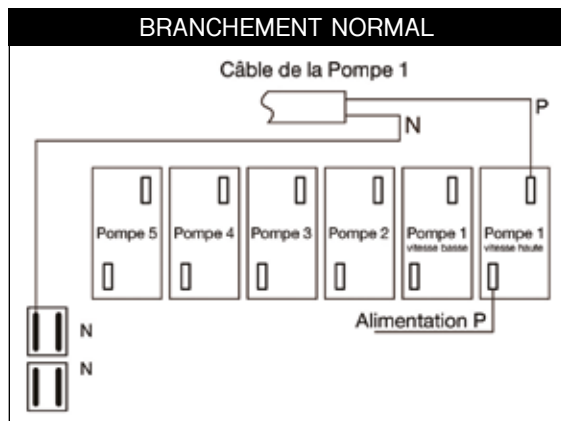 BRANCHEMENT NORMAL
Câble de la Pompe 1
P
N
Pompe 5
Pompe 4
Pompe 3
Pompe 2
Pompe 1
vitesse basse
Pompe 1
vitesse haute
Alimentation P
N
N